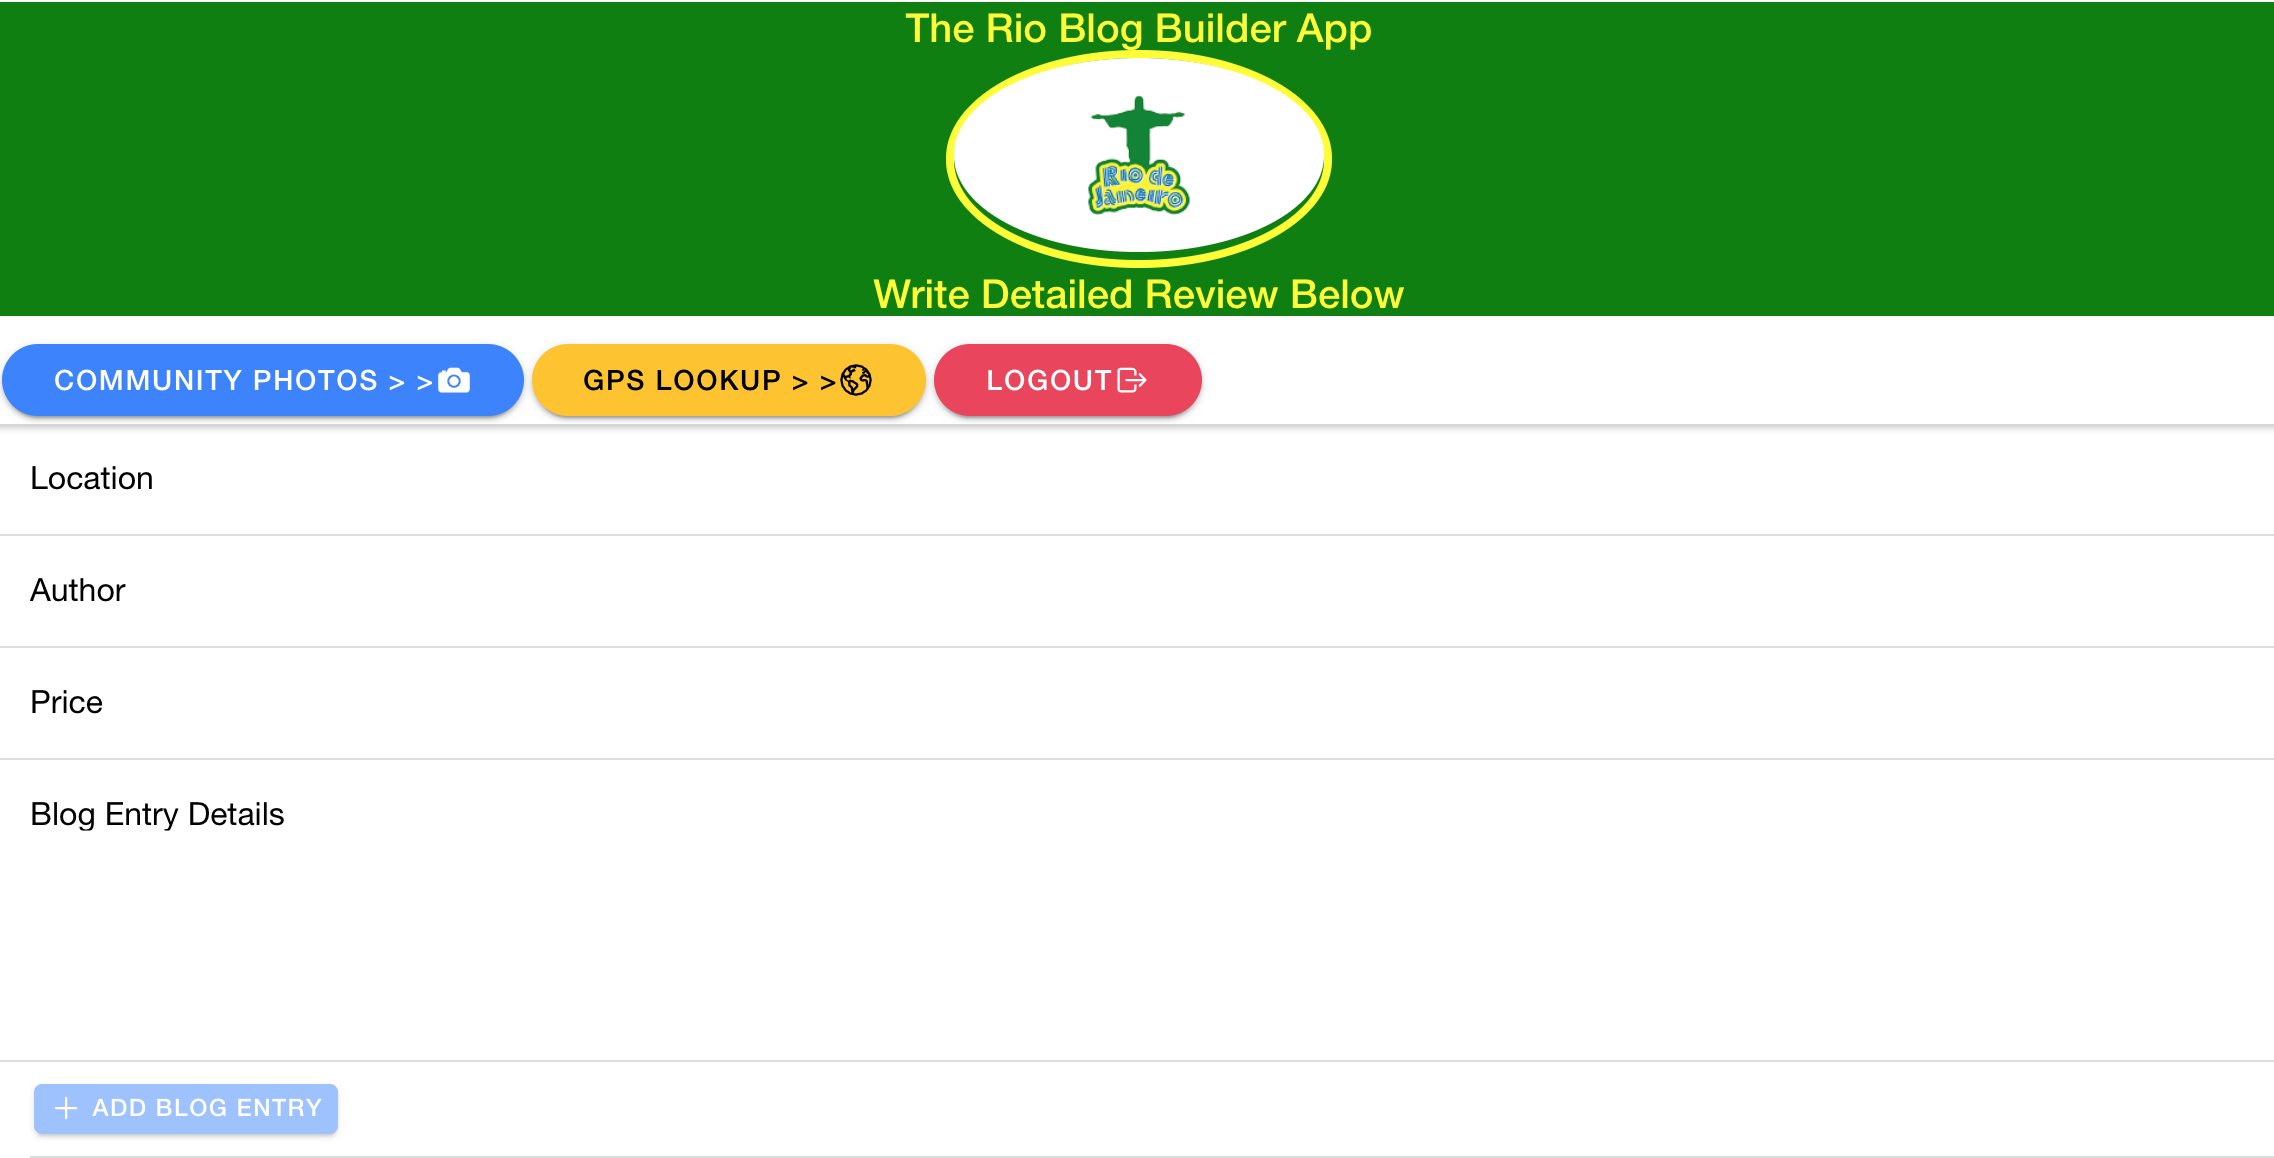 The Rio Blog Builder App
Rio de
Janeiro
Write Detailed Review Below
COMMUNITY PHOTOS > > GPS LOOKUP > > LOGOUT
Location
Author
Price
Blog Entry Details
ADD BLOG ENTRY